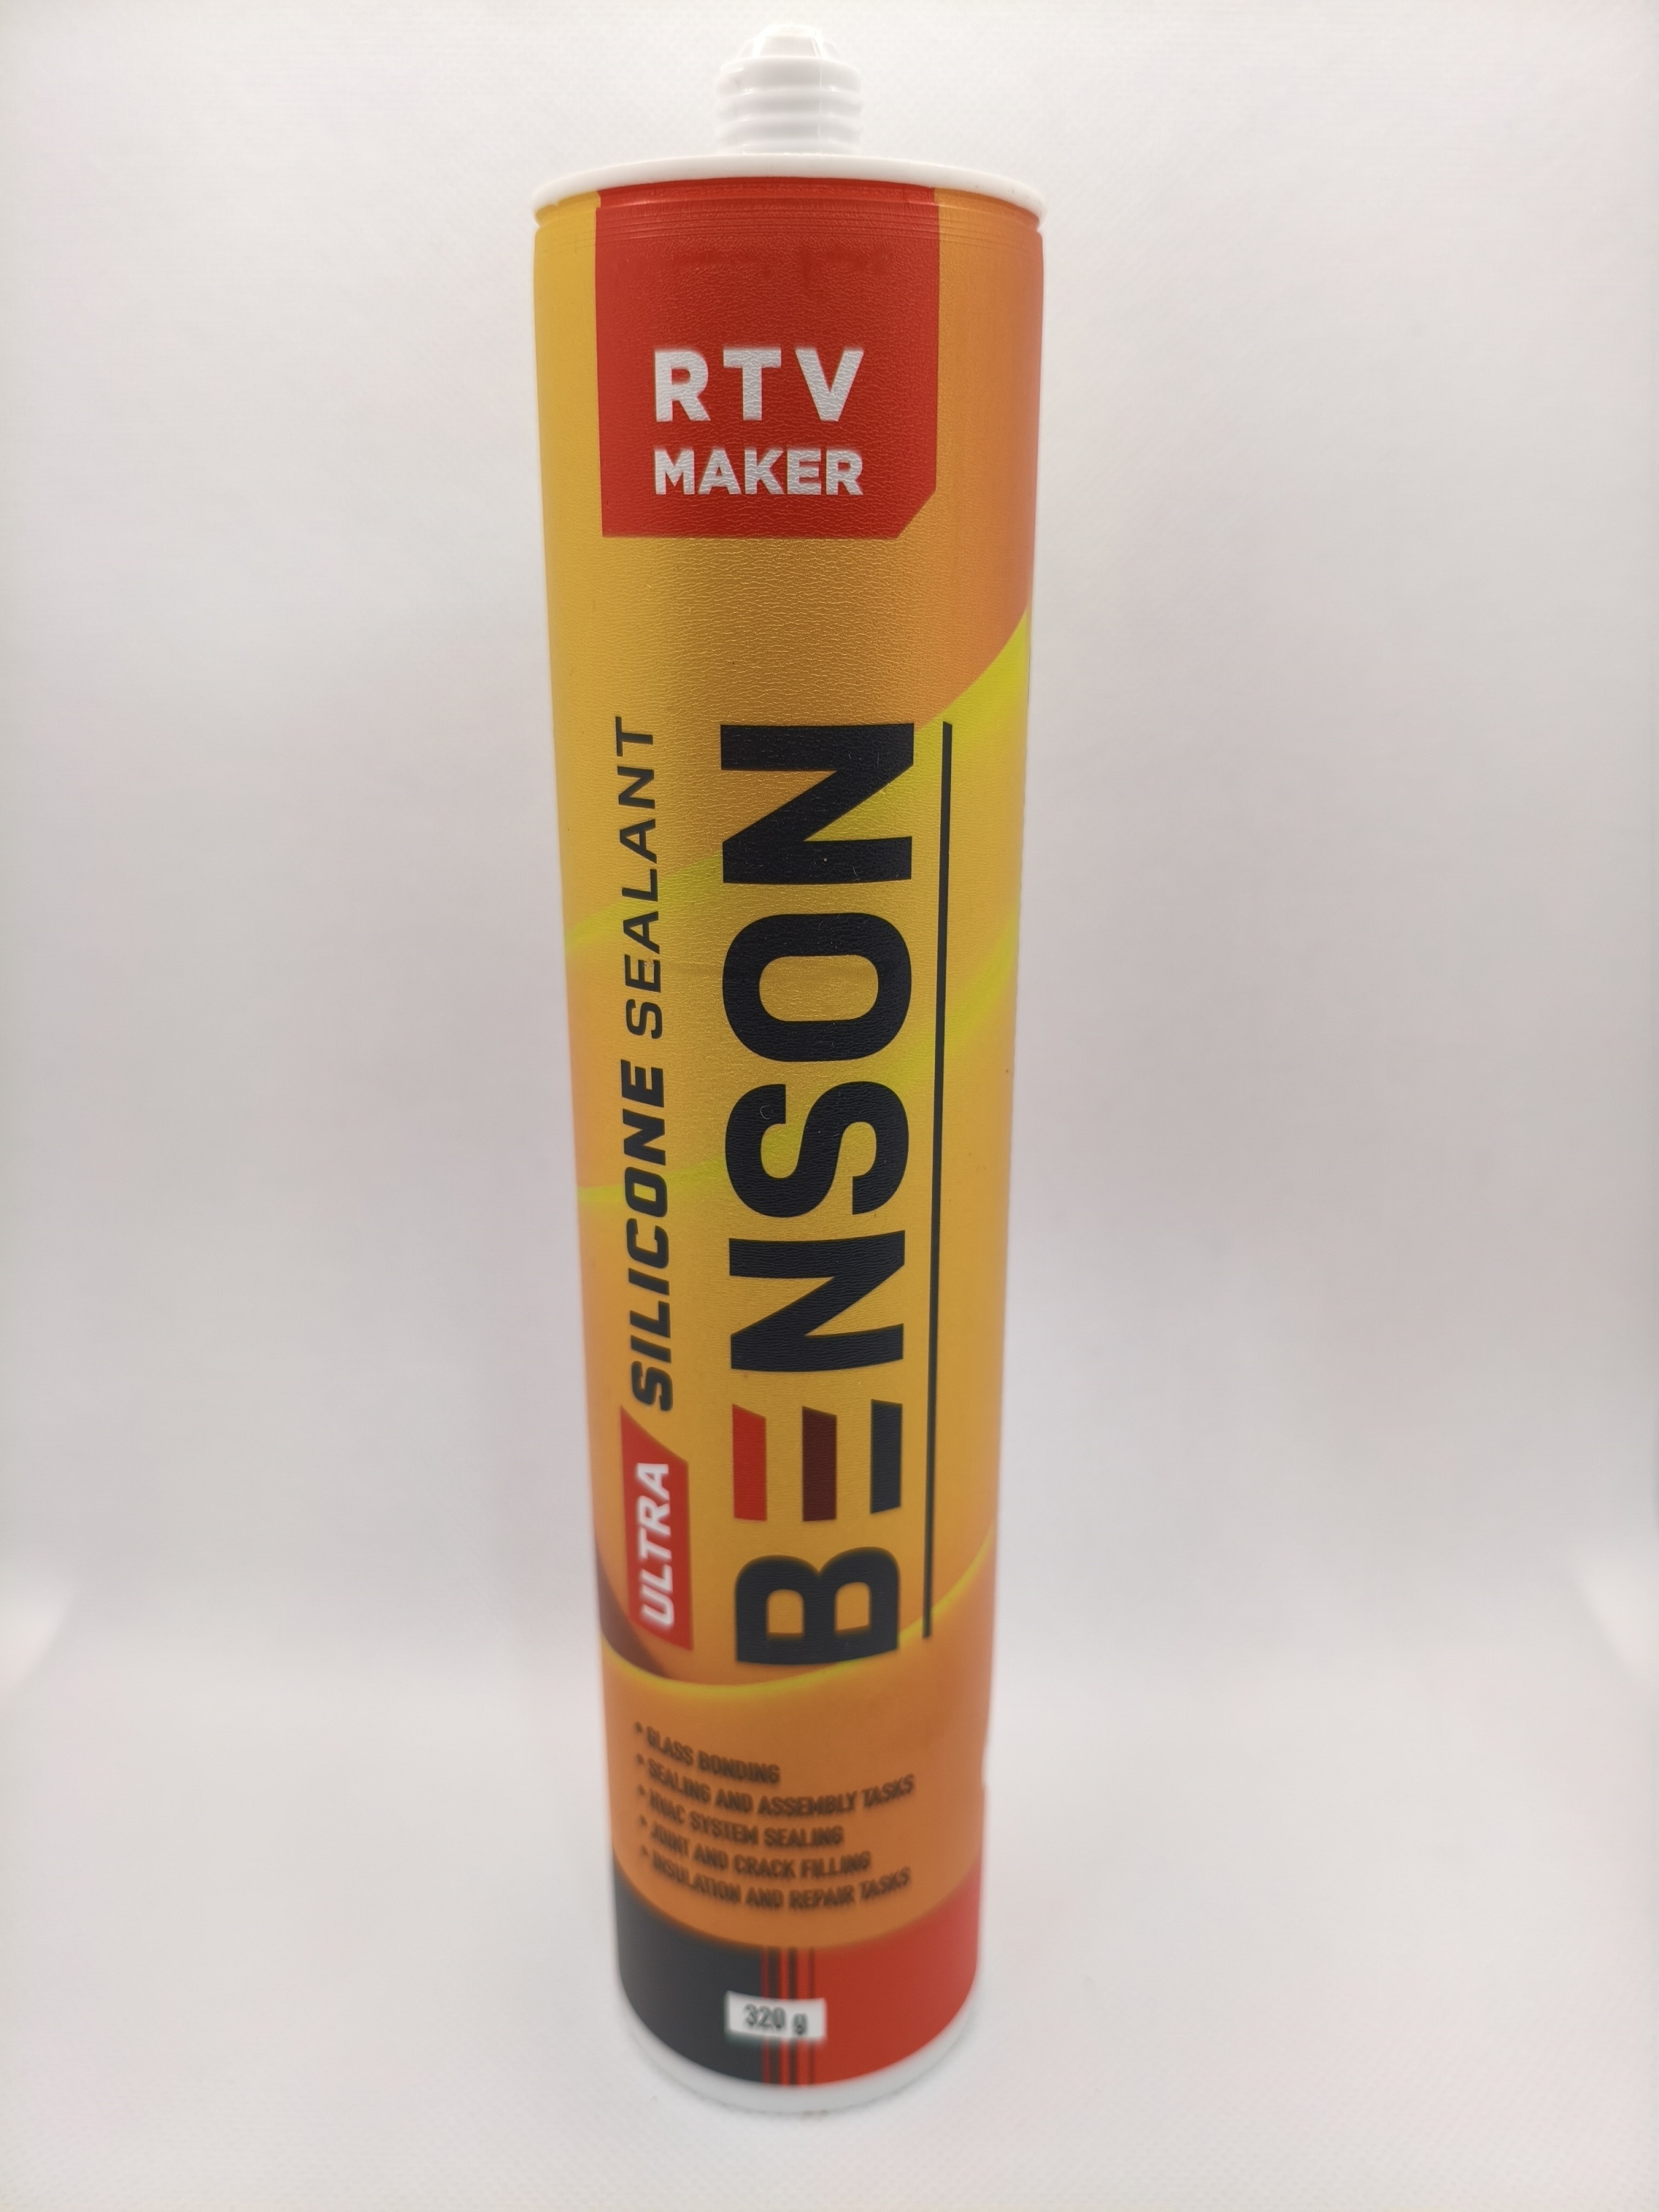 RTV
MAKER
ULTRA SILICONE SEALANT
BENSON
▸ GLASS BONDING
▸ SEALING AND ASSEMBLY TASKS
▸ HVAC SYSTEM SEALING
▸ JOINT AND CRACK FILLING
▸ INSULATION AND REPAIR TASKS
320 g